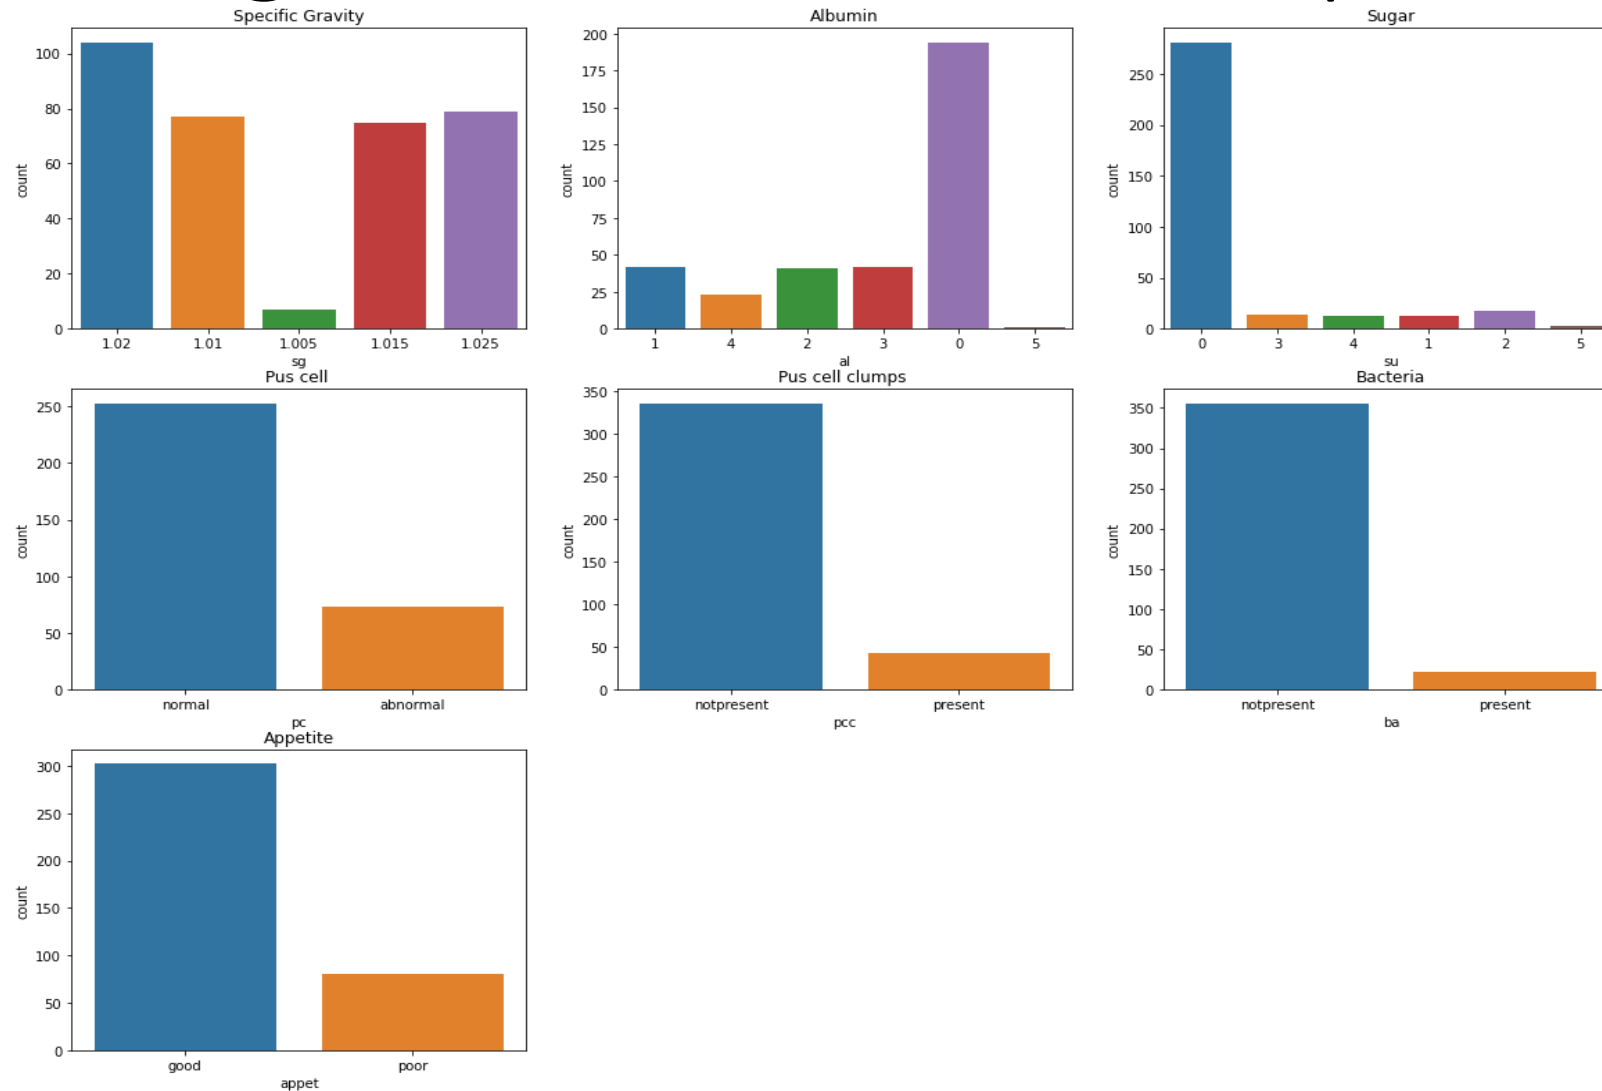 Specific Gravity
100
80
60
40
20
0
count
1.02 1.01 1.005 1.015 1.025
sg
Albumin
200
175
150
125
100
75
50
25
0
count
1 4 2 3 0 5
al
Sugar
250
200
150
100
50
0
count
0 3 4 1 2 5
su
Pus cell
250
200
150
100
50
0
count
normal abnormal
pc
Pus cell clumps
350
300
250
200
150
100
50
0
count
notpresent present
pcc
Bacteria
350
300
250
200
150
100
50
0
count
notpresent present
ba
Appetite
300
250
200
150
100
50
0
count
good poor
appet